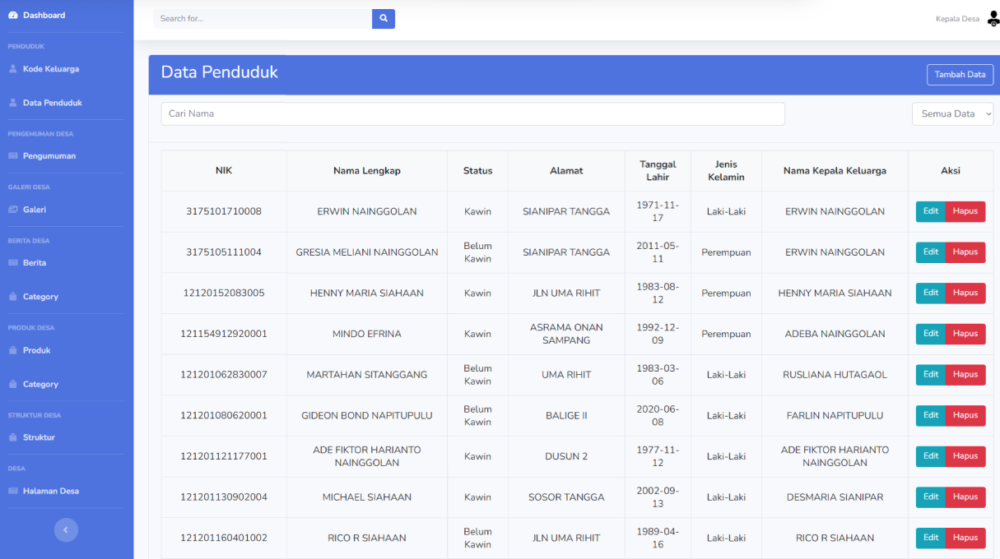 Dashboard
PENDUDUK
Kode Keluarga
Data Penduduk
PENGEMUMAN DESA
Pengumuman
GALERI DESA
Galeri
BERITA DESA
Berita
Category
PRODUK DESA
Produk
Category
STRUKTUR DESA
Struktur
DESA
Halaman Desa
Search for...
Kepala Desa
Data Penduduk
Tambah Data
Cari Nama
Semua Data
NIK Nama Lengkap Status Alamat Tanggal Lahir Jenis Kelamin Nama Kepala Keluarga Aksi
3175101710008 ERWIN NAINGGOLAN Kawin SIANIPAR TANGGA 1971-11-17 Laki-Laki ERWIN NAINGGOLAN Edit Hapus
3175105111004 GRESIA MELIANI NAINGGOLAN Belum Kawin SIANIPAR TANGGA 2011-05-11 Perempuan ERWIN NAINGGOLAN Edit Hapus
12120152083005 HENNY MARIA SIAHAAN Kawin JLN UMA RIHIT 1983-08-12 Perempuan HENNY MARIA SIAHAAN Edit Hapus
121154912920001 MINDO EFRINA Kawin ASRAMA ONAN SAMPANG 1992-12-09 Perempuan ADEBA NAINGGOLAN Edit Hapus
121201062830007 MARTAHAN SITANGGANG Belum Kawin UMA RIHIT 1983-03-06 Laki-Laki RUSLIANA HUTAGAOL Edit Hapus
121201080620001 GIDEON BOND NAPITUPULU Belum Kawin BALIGE II 2020-06-08 Laki-Laki FARLIN NAPITUPULU Edit Hapus
121201121177001 ADE FIKTOR HARIANTO NAINGGOLAN Kawin DUSUN 2 1977-11-12 Laki-Laki ADE FIKTOR HARIANTO NAINGGOLAN Edit Hapus
121201130902004 MICHAEL SIAHAAN Kawin SOSOR TANGGA 2002-09-13 Laki-Laki DESMARIA SIANIPAR Edit Hapus
121201160401002 RICO R SIAHAAN Belum Kawin JLN UMA RIHIT 1989-04-16 Laki-Laki RICO R SIAHAAN Edit Hapus